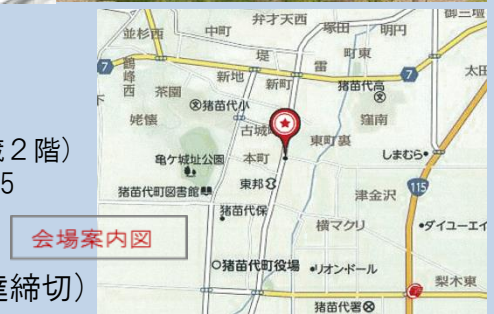 並杉西
中町
弁才天西
塚田
明円
御三壇
堤
雷
町東
7
鶴峰西
新地
新町
猪苗代高
7
太田
茶園
猪苗代小
窪南
姥懐
古城町
東町裏
2階)
亀ケ城址公園
本町
しまむら
5
猪苗代町図書館
東邦
津金沢
115
猪苗代保
横マクリ
ダイユーエイ
会場案内図
猪苗代町役場
リオンドール
梨木東
締切)
猪苗代署